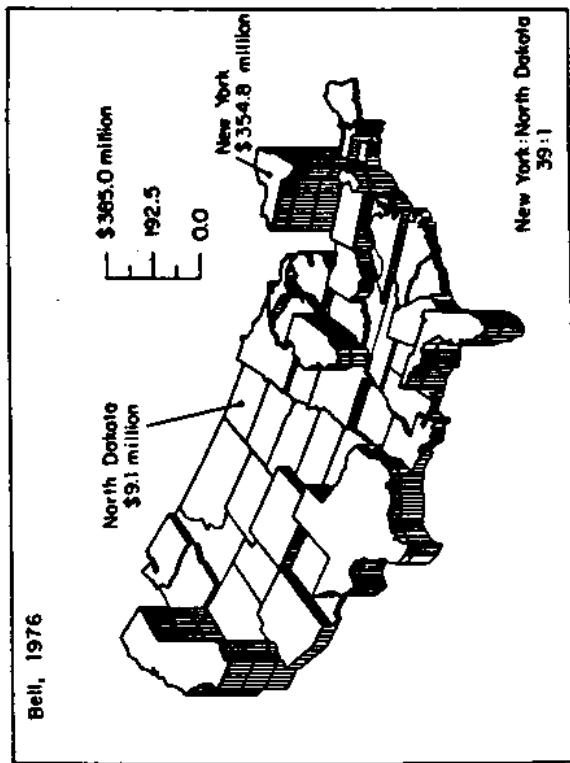 Bell, 1976
North Dakota
$9.1 million
$385.0 million
192.5
0.0
New York
$354.8 million
New York:North Dakota
39:1